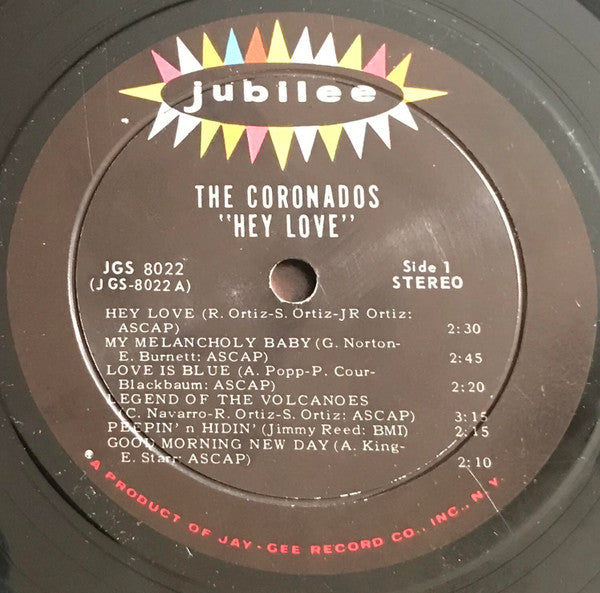 jubilee
THE CORONADOS
"HEY LOVE"
JGS 8022
(J GS-8022 A)
Side 1
STEREO
HEY LOVE (R. Ortiz-S. Ortiz-JR Ortiz:
ASCAP) 2:30
MY MELANCHOLY BABY (G. Norton-
E. Burnett: ASCAP) 2:45
LOVE IS BLUE (A. Popp-P. Cour-
Blackbaum: ASCAP) 2:20
LEGEND OF THE VOLCANOES
(C. Navarro-R. Ortiz-S. Ortiz: ASCAP) 3:15
PEEPIN' n HIDIN' (Jimmy Reed: BMI) 2:15
GOOD MORNING NEW DAY (A. King-
E. Starr: ASCAP) 2:10
A PRODUCT OF JAY-GEE RECORD CO., INC., N.Y.